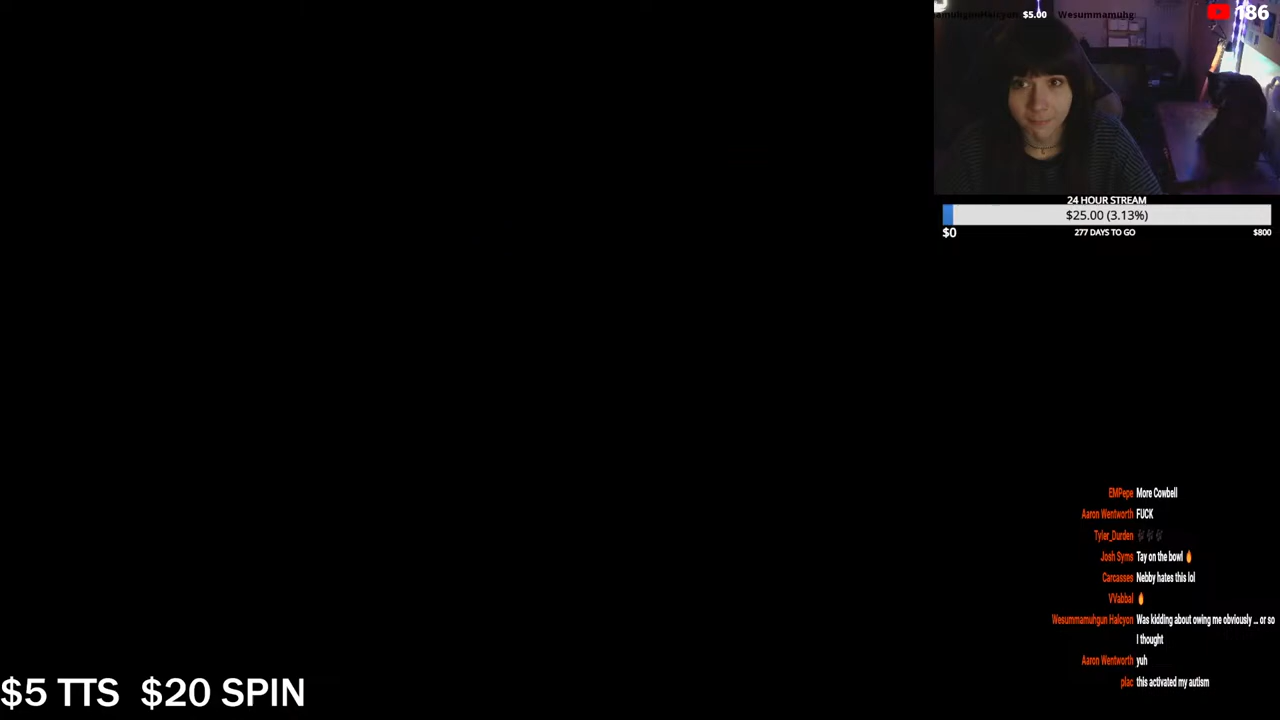 $5.00 Wesummamuhg
186
24 HOUR STREAM
$25.00 (3.13%)
$0 277 DAYS TO GO $800
EMPepe More Cowbell
Aaron Wentworth FUCK
Tyler_Durden
Josh Syms Tay on the bowl 🔥
Carcasses Nebby hates this lol
VVabbal 🔥
Wesummamuhgun Halcyon Was kidding about owing me obviously ... or so
I thought
Aaron Wentworth yuh
plac this activated my autism
$5 TTS $20 SPIN